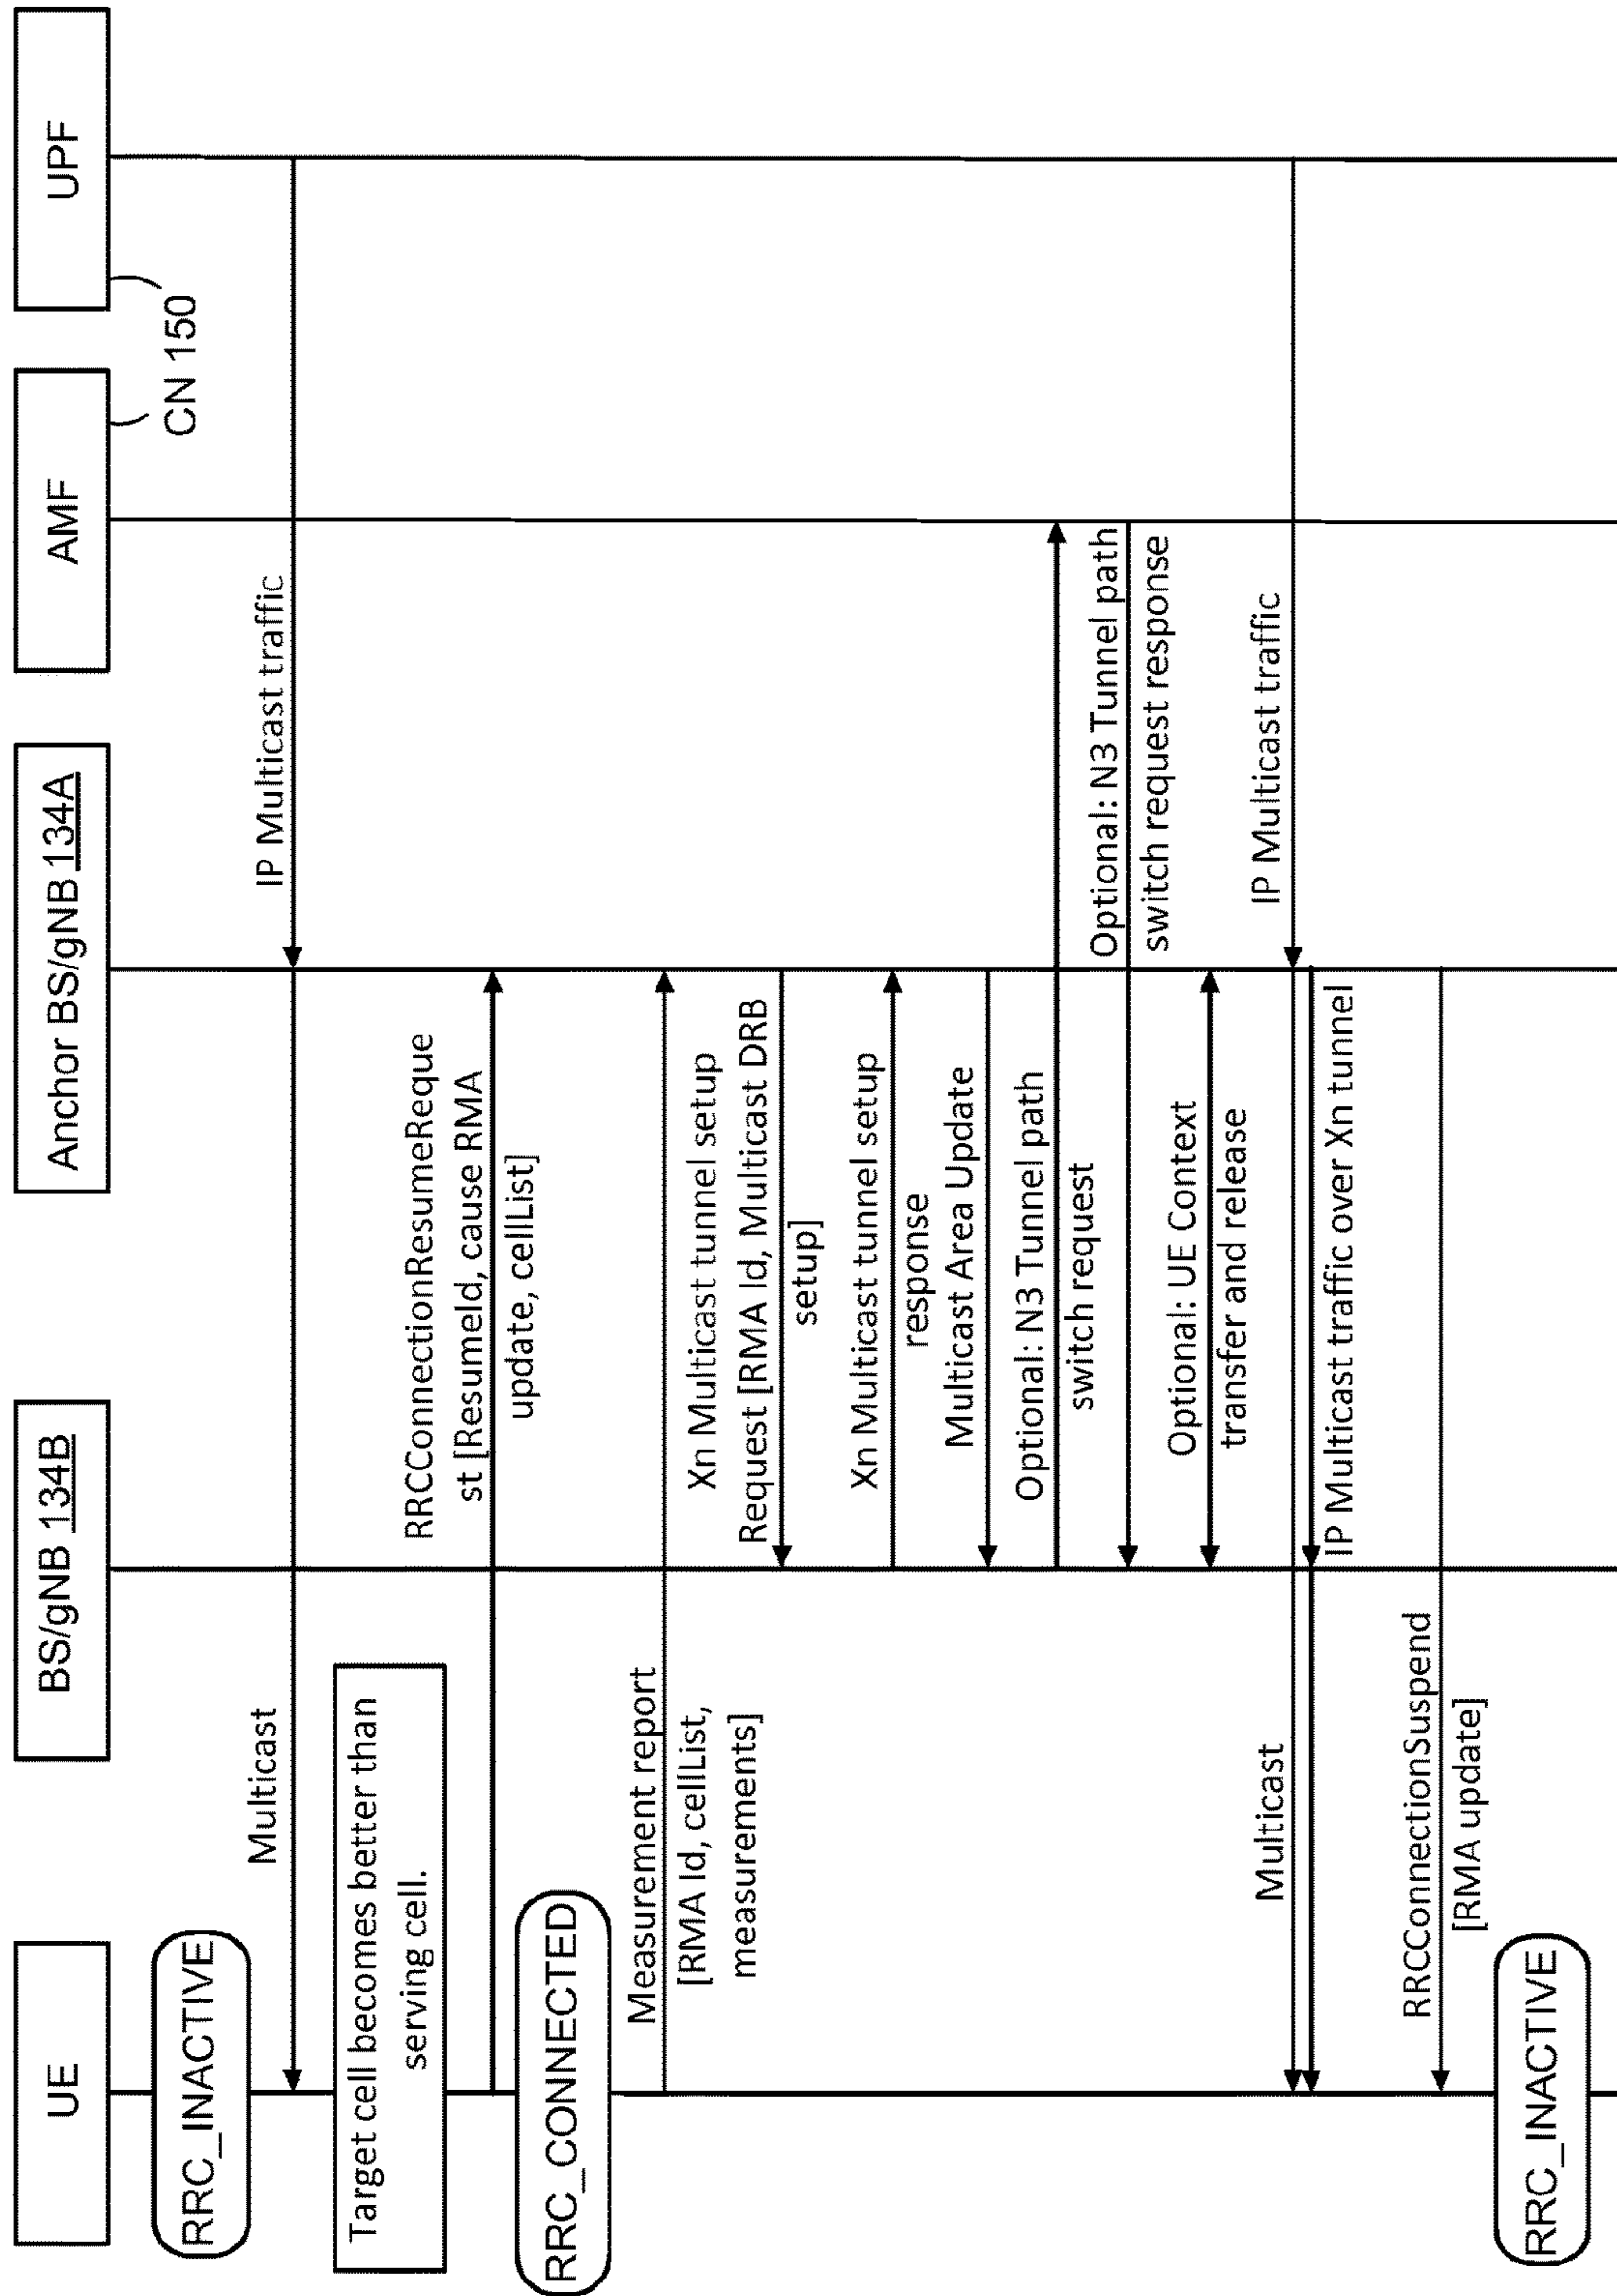 UE
BS/gNB 134B
Anchor BS/gNB 134A
AMF
UPF
CN 150
RRC_INACTIVE
Multicast
IP Multicast traffic
Target cell becomes better than
serving cell.
RRCConnectionResumeReque
st [ResumeId, cause RMA
update, cellList]
RRC_CONNECTED
Measurement report
[RMA Id, cellList,
measurements]
Xn Multicast tunnel setup
Request [RMA Id, Multicast DRB
setup]
Xn Multicast tunnel setup
response
Multicast Area Update
Optional: N3 Tunnel path
switch request
Optional: N3 Tunnel path
switch request response
Optional: UE Context
transfer and release
Multicast
IP Multicast traffic
IP Multicast traffic over Xn tunnel
RRCConnectionSuspend
[RMA update]
RRC_INACTIVE